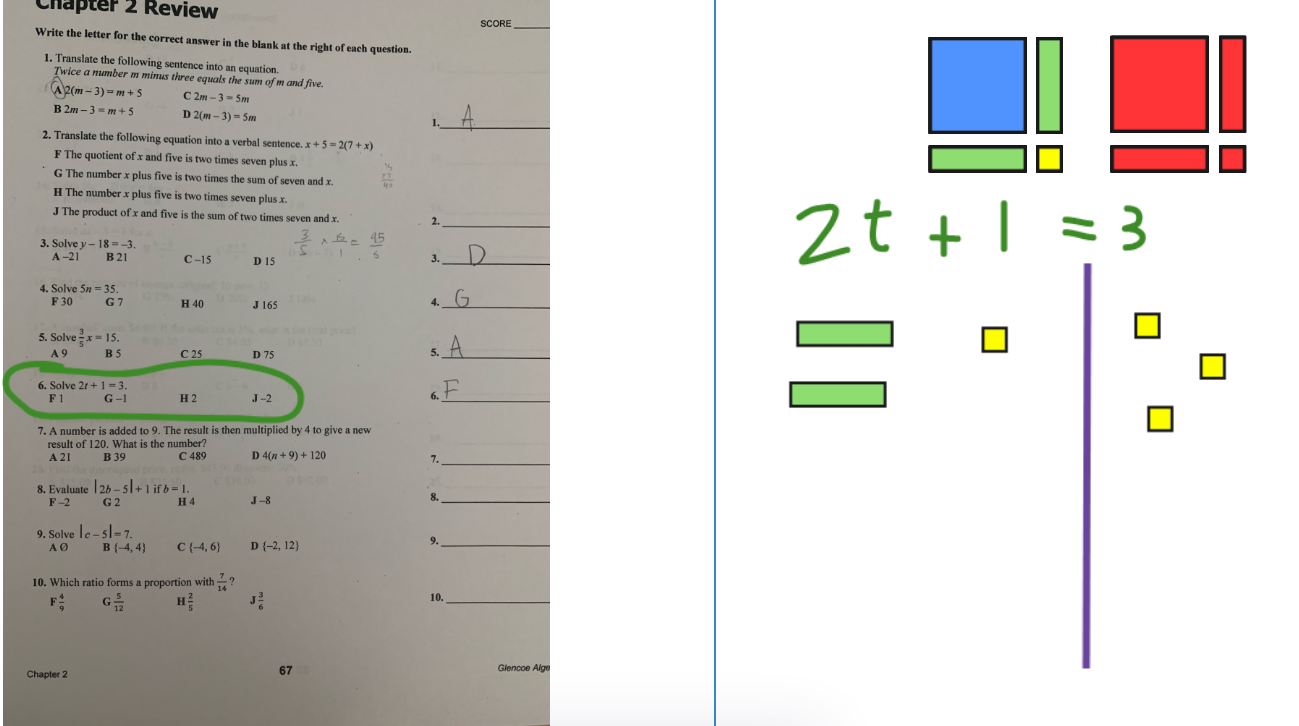 Chapter 2 Review
SCORE
Write the letter for the correct answer in the blank at the right of each question.
1. Translate the following sentence into an equation.
Twice a number m minus three equals the sum of m and five.
A 2(m – 3) = m + 5 C 2m – 3 = 5m
B 2m – 3 = m + 5 D 2(m – 3) = 5m
1. A
2. Translate the following equation into a verbal sentence. x + 5 = 2(7 + x)
F The quotient of x and five is two times seven plus x.
G The number x plus five is two times the sum of seven and x.
H The number x plus five is two times seven plus x.
J The product of x and five is the sum of two times seven and x.
2.
3/5 × 15/1 = 45/5
3. Solve y – 18 = –3.
A –21 B 21 C –15 D 15
3. D
4. Solve 5n = 35.
F 30 G 7 H 40 J 165
4. G
5. Solve 3/5 x = 15.
A 9 B 5 C 25 D 75
5. A
6. Solve 2t + 1 = 3.
F 1 G –1 H 2 J –2
6. F
7. A number is added to 9. The result is then multiplied by 4 to give a new
result of 120. What is the number?
A 21 B 39 C 489 D 4(n + 9) + 120
7.
8. Evaluate |2b – 5| + 1 if b = 1.
F –2 G 2 H 4 J –8
8.
9. Solve |c – 5| = 7.
A Ø B {–4, 4} C {–4, 6} D {–2, 12}
9.
10. Which ratio forms a proportion with 7/14?
F 4/9 G 5/12 H 2/5 J 3/6
10.
Chapter 2
67
Glencoe Alge
2t + 1 = 3